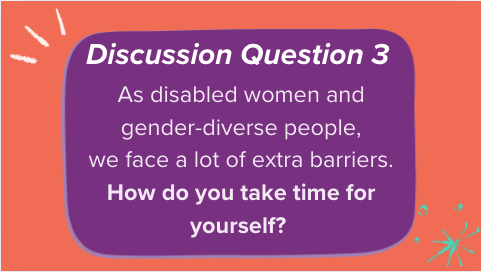 Discussion Question 3
As disabled women and
gender-diverse people,
we face a lot of extra barriers.
How do you take time for
yourself?